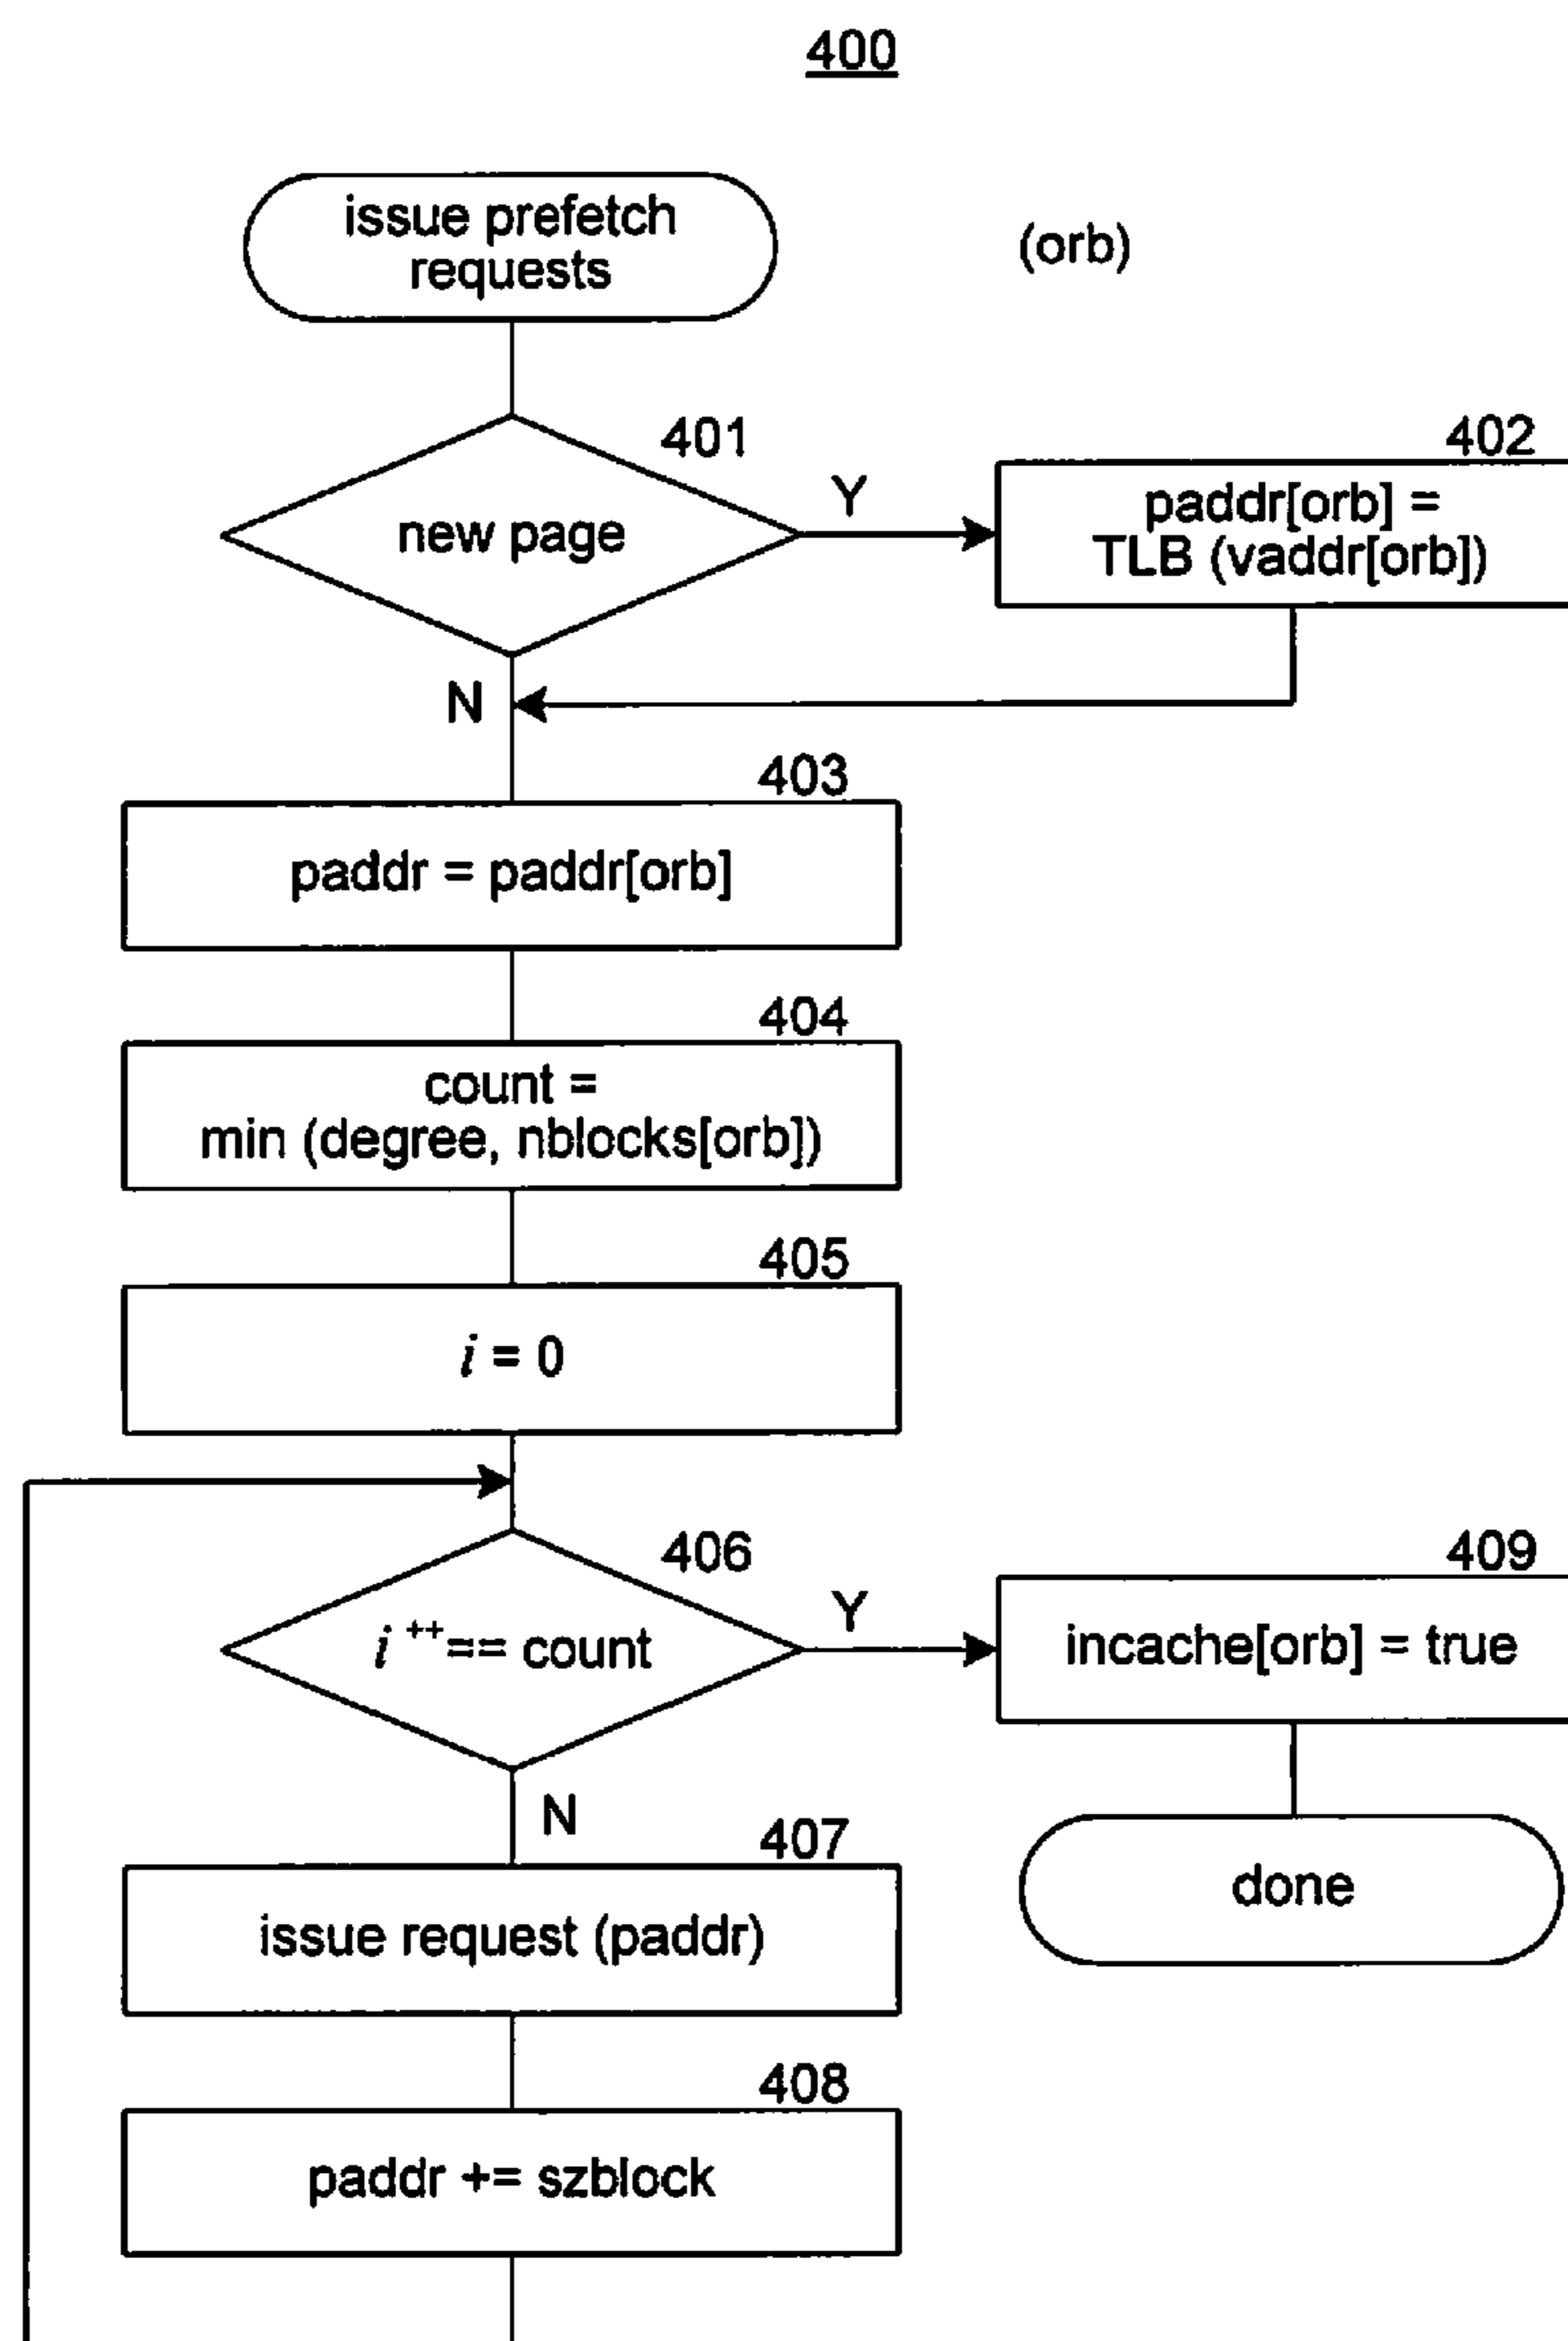 400
issue prefetch
requests
(orb)
401
new page
Y
N
402
paddr[orb] =
TLB (vaddr[orb])
403
paddr = paddr[orb]
404
count =
min (degree, nblocks[orb])
405
i = 0
406
i ++== count
Y
N
409
incache[orb] = true
done
407
issue request (paddr)
408
paddr += szblock